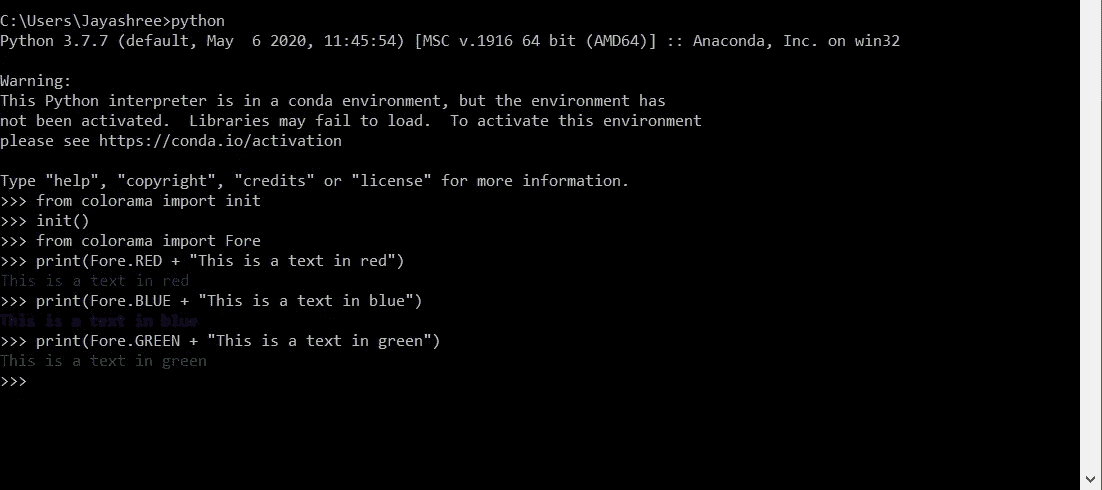 C:\Users\Jayashree>python
Python 3.7.7 (default, May  6 2020, 11:45:54) [MSC v.1916 64 bit (AMD64)] :: Anaconda, Inc. on win32
Warning:
This Python interpreter is in a conda environment, but the environment has
not been activated.  Libraries may fail to load.  To activate this environment
please see https://conda.io/activation
Type "help", "copyright", "credits" or "license" for more information.
>>> from colorama import init
>>> init()
>>> from colorama import Fore
>>> print(Fore.RED + "This is a text in red")
This is a text in red
>>> print(Fore.BLUE + "This is a text in blue")
This is a text in blue
>>> print(Fore.GREEN + "This is a text in green")
This is a text in green
>>>